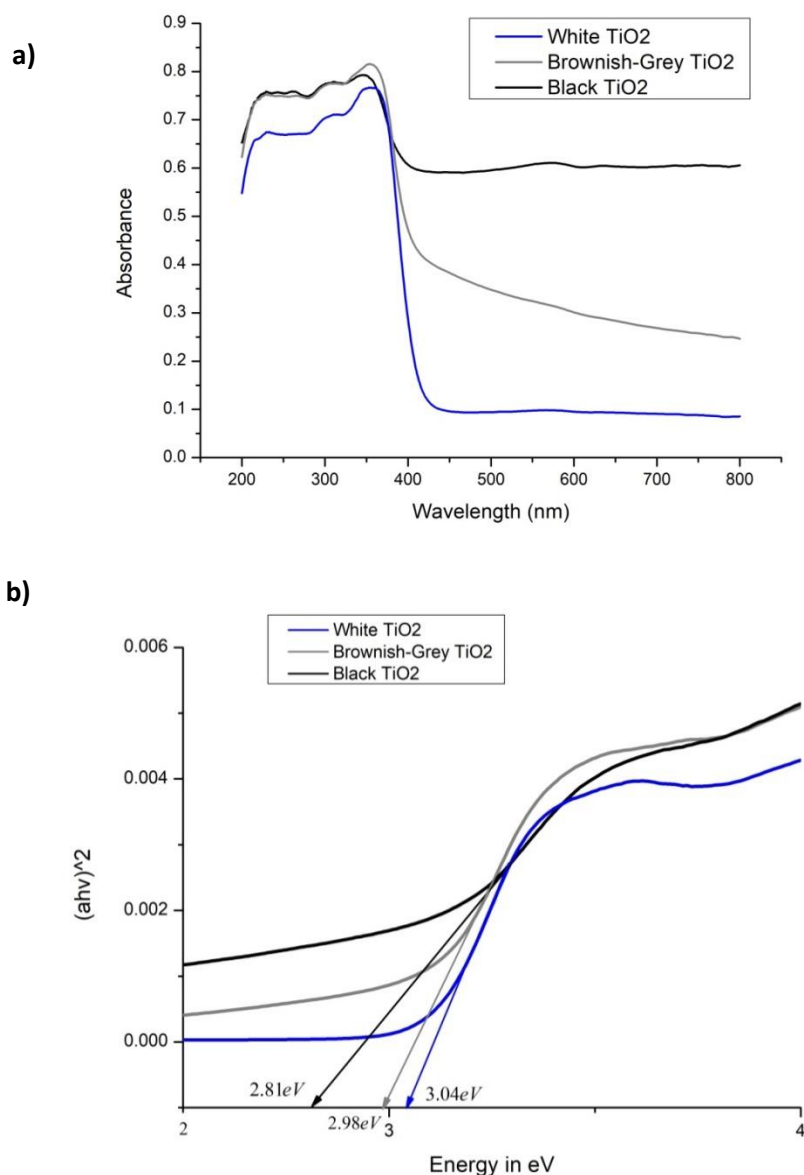 a)
White TiO2
Brownish-Grey TiO2
Black TiO2
0.9
0.8
0.7
0.6
0.5
0.4
0.3
0.2
0.1
0.0
Absorbance
200 300 400 500 600 700 800
Wavelength (nm)
b)
White TiO2
Brownish-Grey TiO2
Black TiO2
0.006
0.004
0.002
0.000
(ahv)^2
2.81eV
2.98eV
3.04eV
2 3 4
Energy in eV